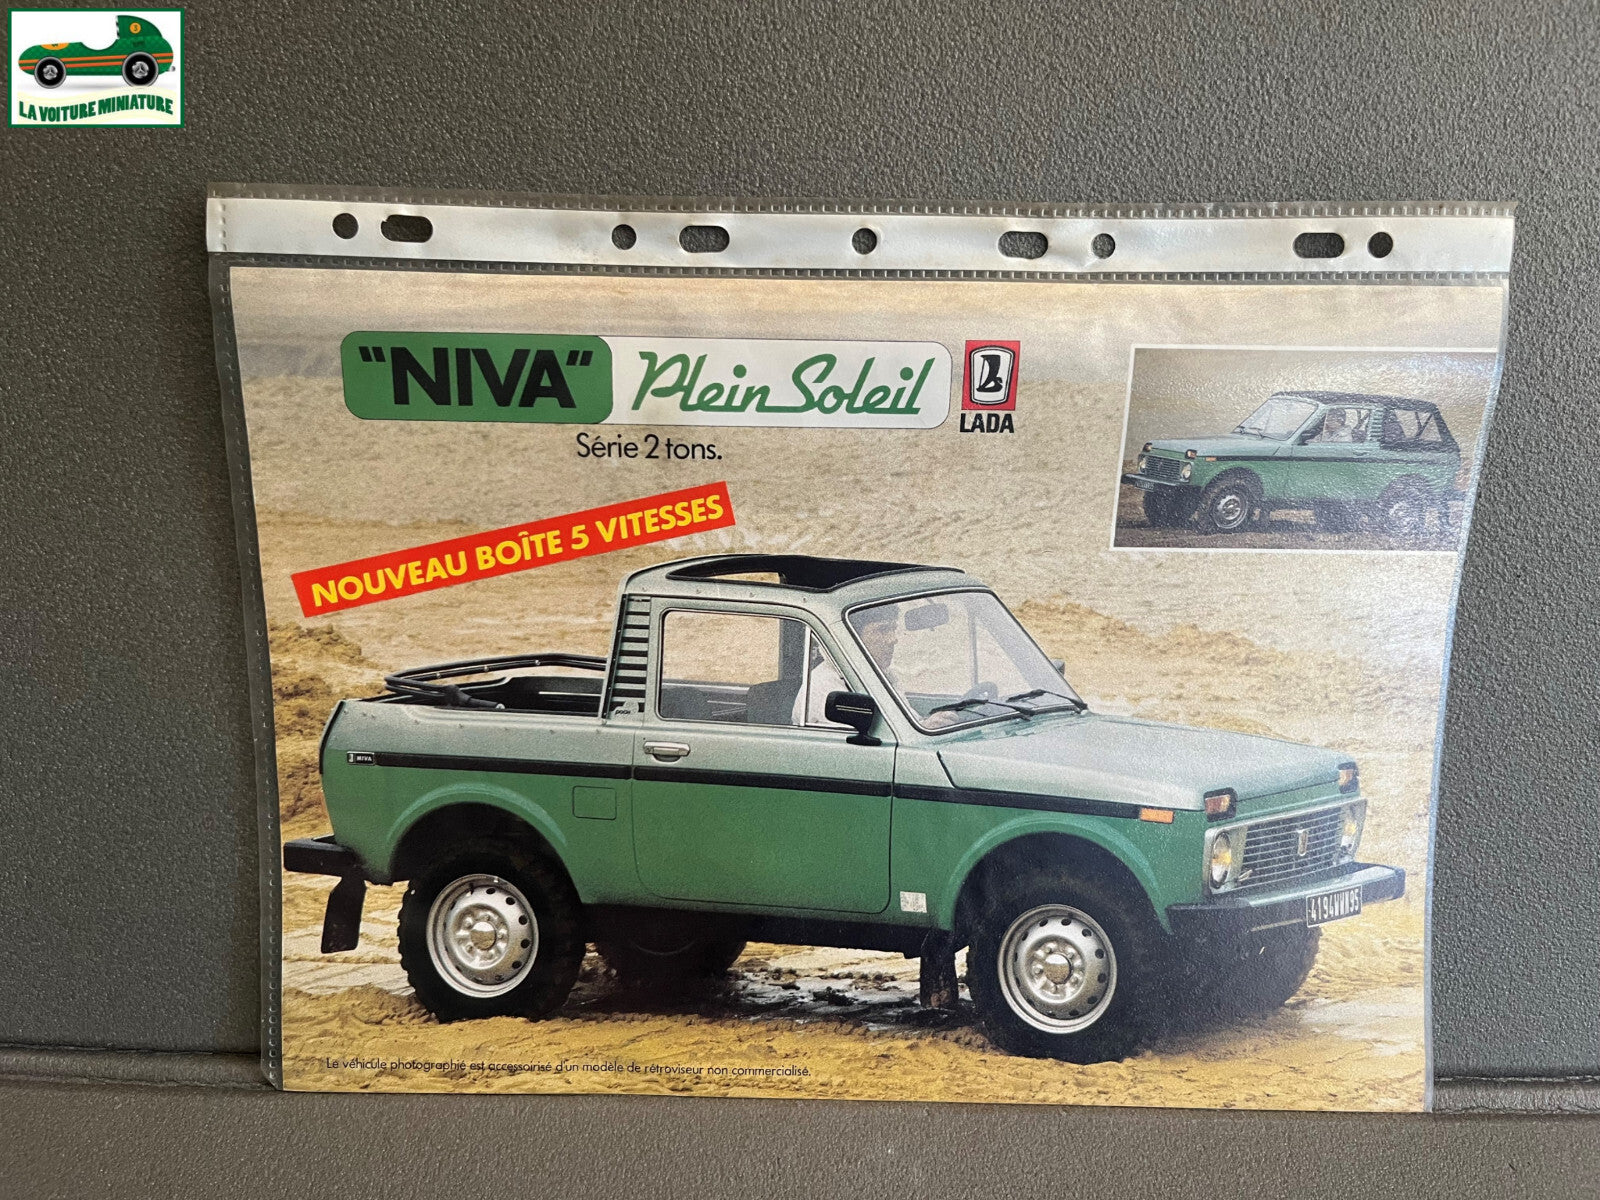 LA VOITURE MINIATURE
"NIVA" Plein Soleil
LADA
Série 2 tons.
NOUVEAU BOÎTE 5 VITESSES
NIVA
4194WW95
Le véhicule photographié est accessoirisé d'un modèle de rétroviseur non commercialisé.